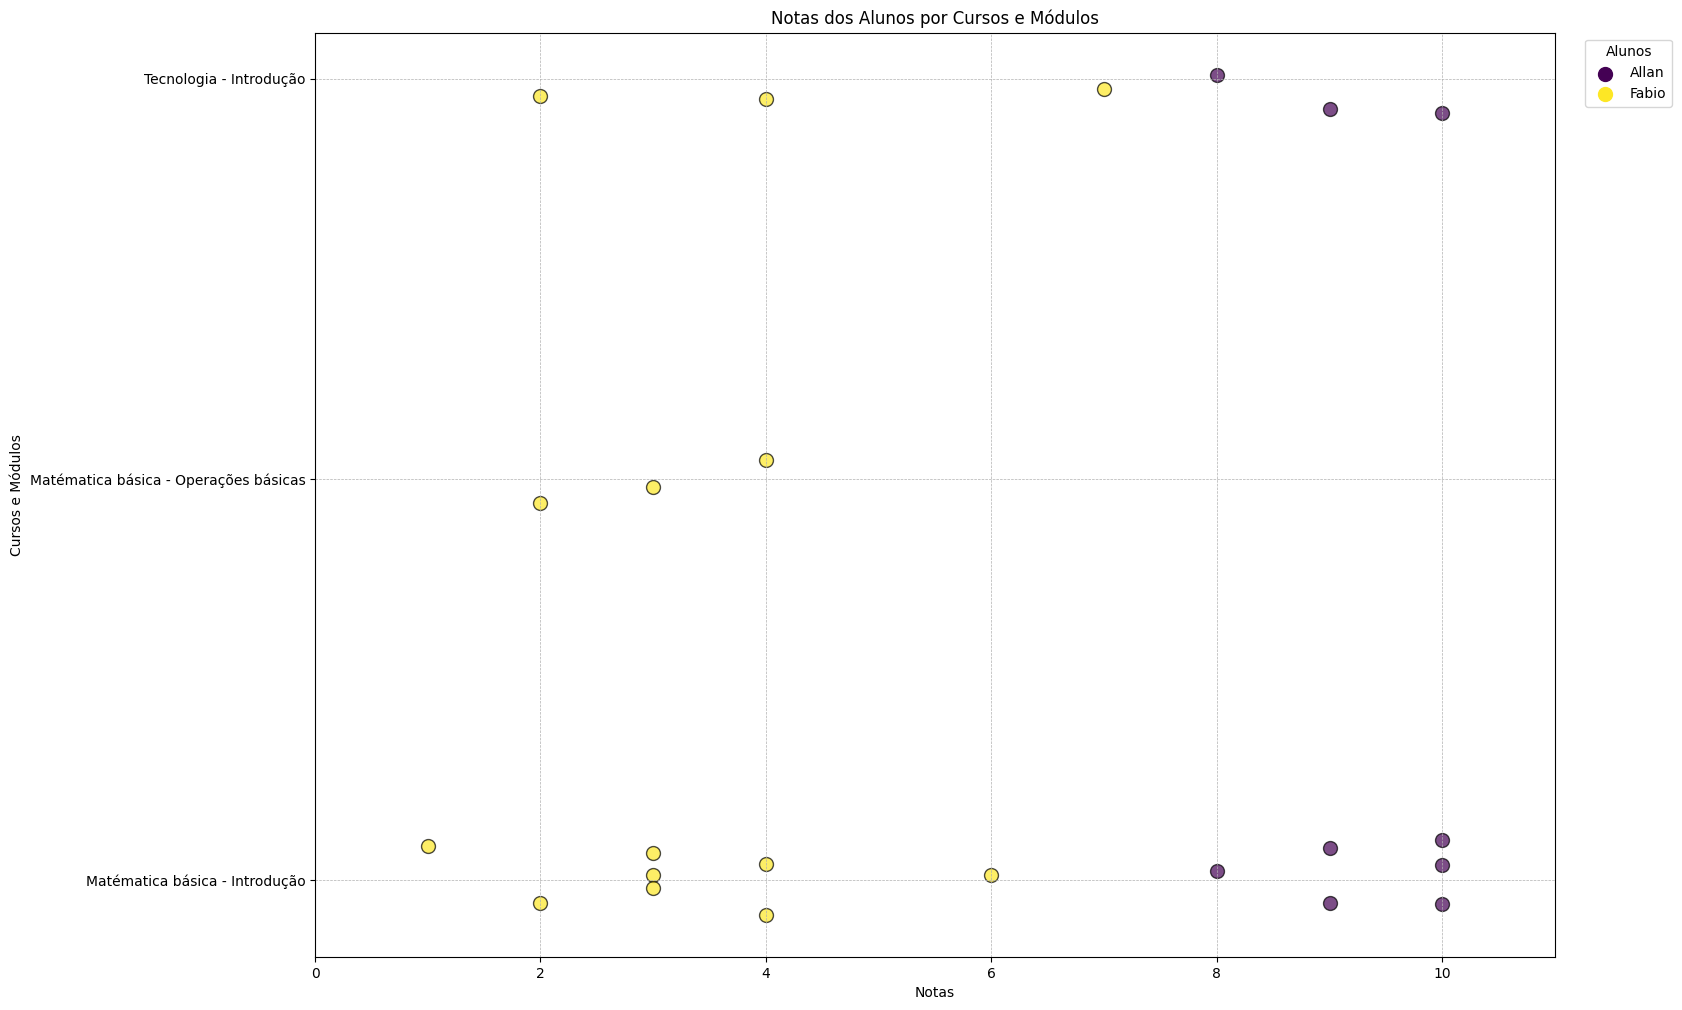 Notas dos Alunos por Cursos e Módulos
Alunos
Allan
Fabio
Tecnologia - Introdução
Matématica básica - Operações básicas
Matématica básica - Introdução
Cursos e Módulos
0 2 4 6 8 10
Notas